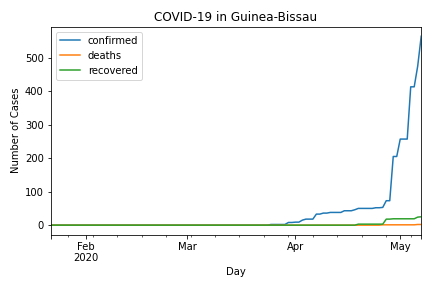 COVID-19 in Guinea-Bissau
confirmed
deaths
recovered
Number of Cases
500
400
300
200
100
0
Feb
2020
Mar
Apr
May
Day